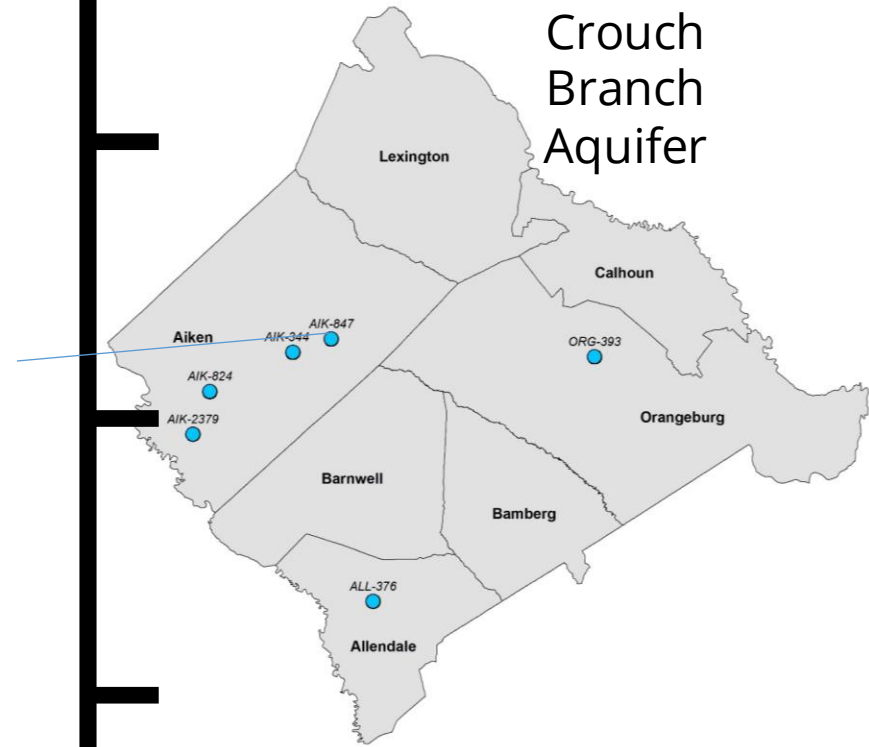 Crouch
Branch
Aquifer
Lexington
Calhoun
AIK-847
Aiken
AIK-344
ORG-393
AIK-824
AIK-2379
Orangeburg
Barnwell
Bamberg
ALL-376
Allendale